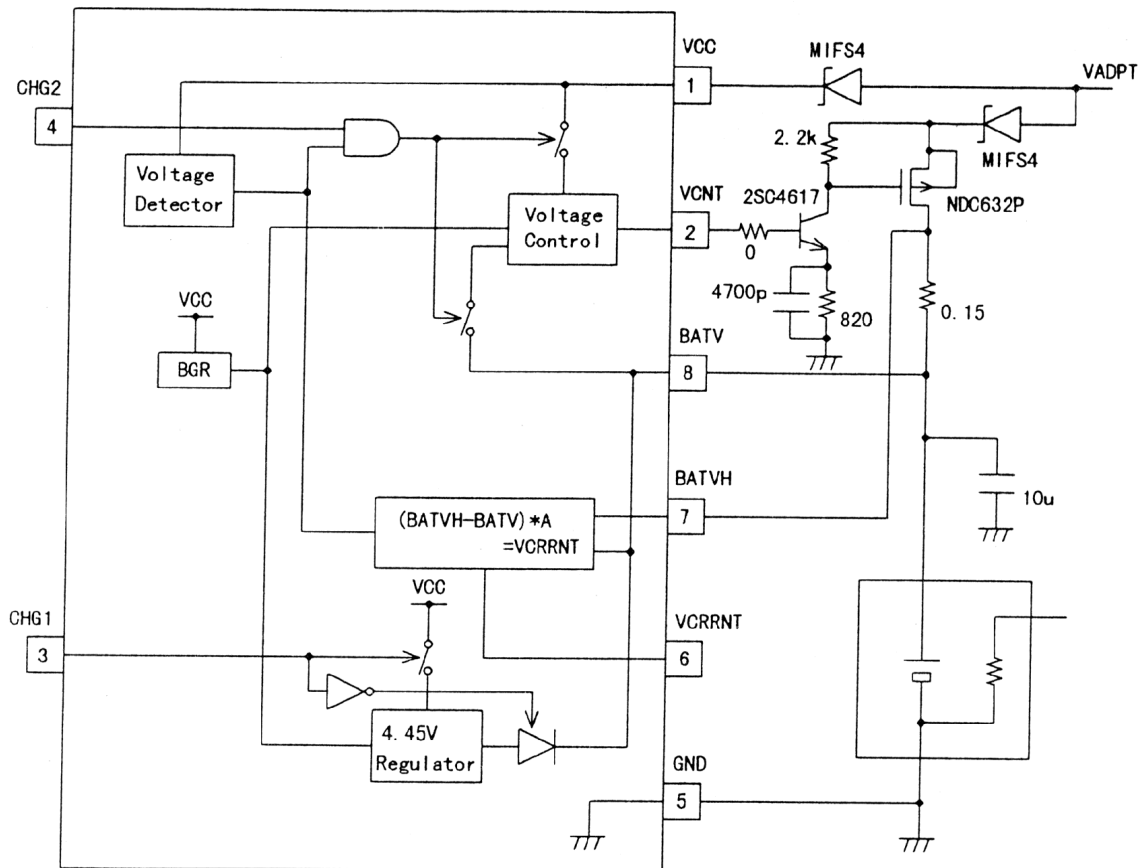 VCC
MIFS4
VADPT
1
CHG2
4
2.2k
MIFS4
Voltage
Detector
VCNT
2SC4617
NDC632P
Voltage
Control
2
0
4700p
820
0.15
VCC
BATV
BGR
8
BATVH
10u
(BATVH-BATV)*A
=VCRRNT
7
VCC
CHG1
VCRRNT
3
6
4.45V
Regulator
GND
5